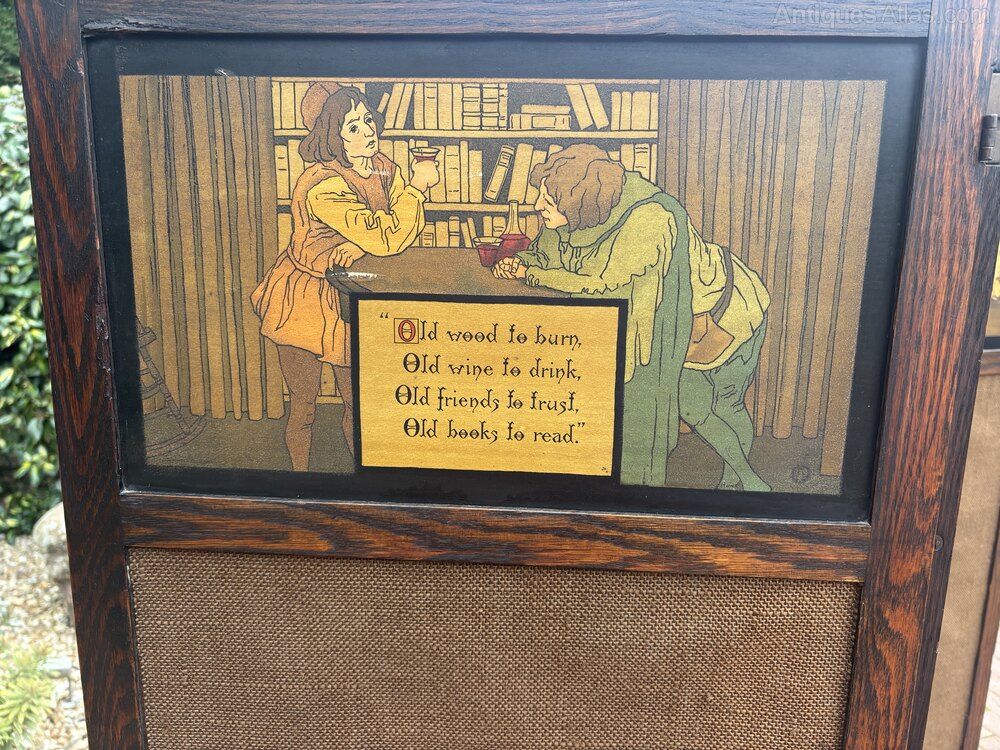 AntiquesAtlas.com
“Old wood to burn,
Old wine to drink,
Old friends to trust,
Old books to read.”